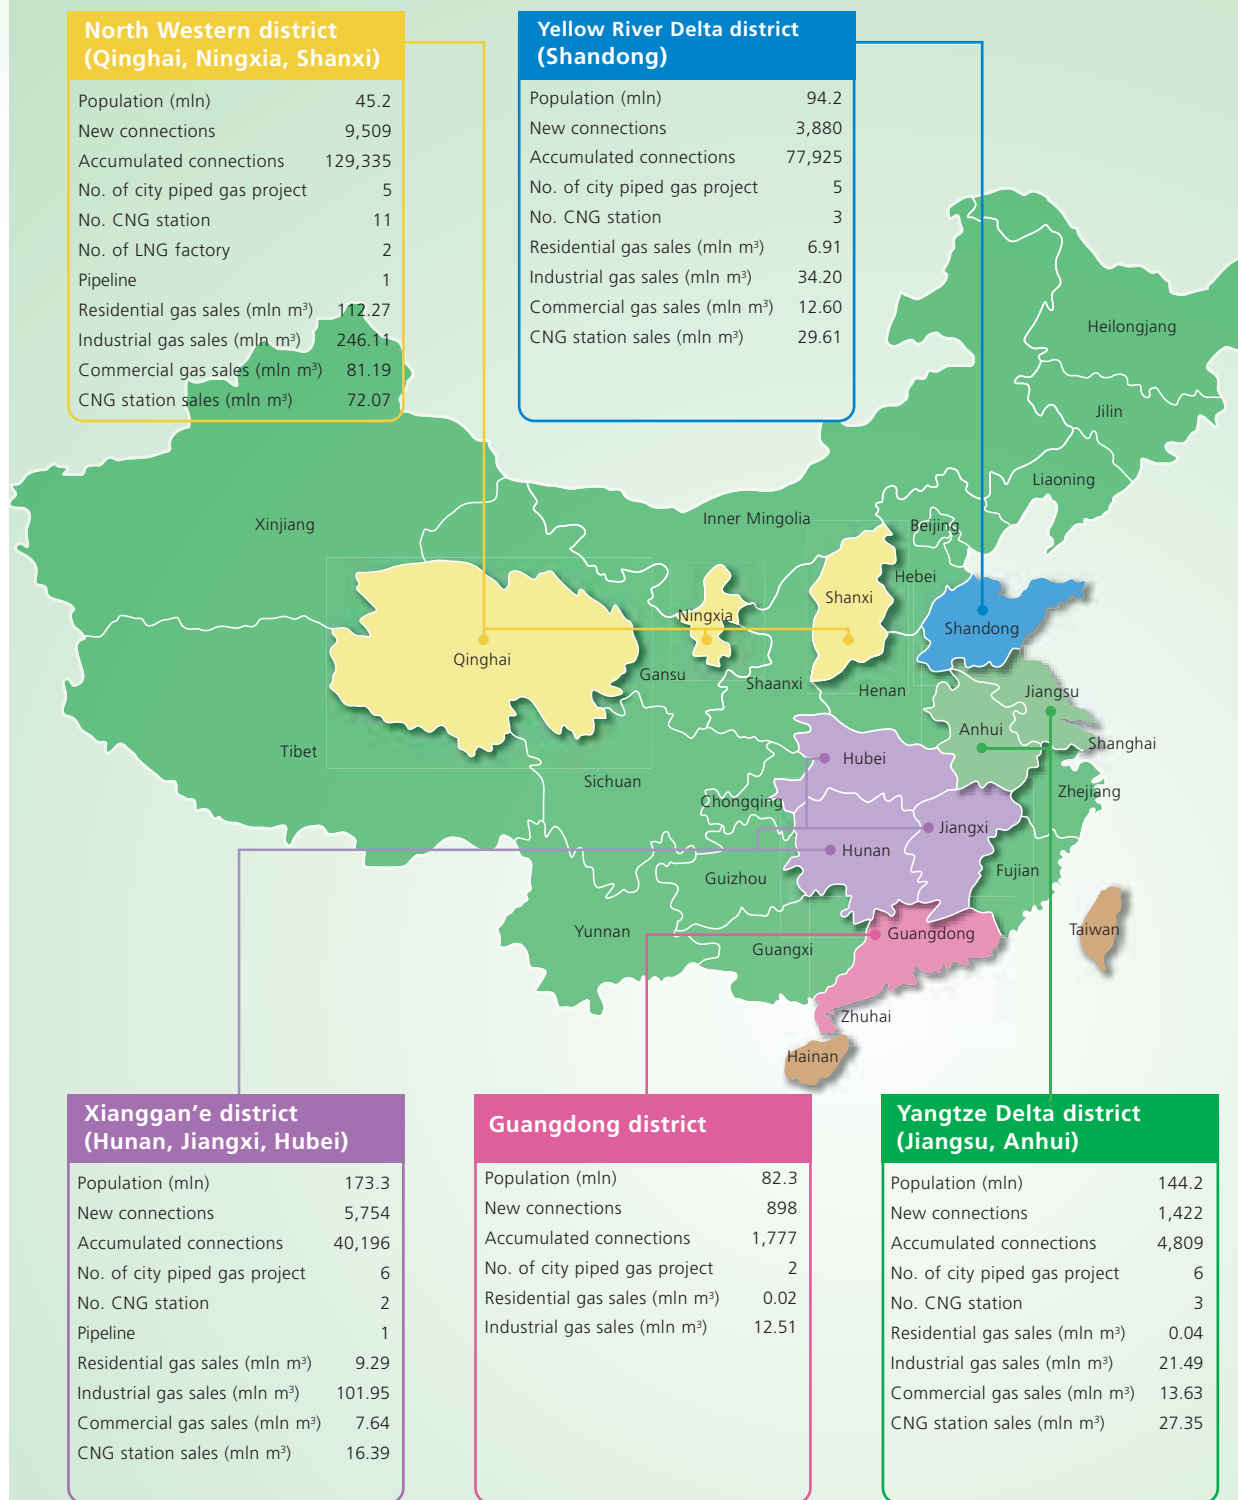 North Western district
(Qinghai, Ningxia, Shanxi)
Population (mln) 45.2
New connections 9,509
Accumulated connections 129,335
No. of city piped gas project 5
No. CNG station 11
No. of LNG factory 2
Pipeline 1
Residential gas sales (mln m³) 112.27
Industrial gas sales (mln m³) 246.11
Commercial gas sales (mln m³) 81.19
CNG station sales (mln m³) 72.07
Yellow River Delta district
(Shandong)
Population (mln) 94.2
New connections 3,880
Accumulated connections 77,925
No. of city piped gas project 5
No. CNG station 3
Residential gas sales (mln m³) 6.91
Industrial gas sales (mln m³) 34.20
Commercial gas sales (mln m³) 12.60
CNG station sales (mln m³) 29.61
Heilongjang
Jilin
Liaoning
Xinjiang
Inner Mingolia
Beijing
Hebei
Shanxi
Ningxia
Shandong
Qinghai
Gansu
Shaanxi
Henan
Jiangsu
Anhui
Shanghai
Tibet
Hubei
Sichuan
Zhejiang
Chongqing
Jiangxi
Hunan
Fujian
Guizhou
Yunnan
Guangdong
Taiwan
Guangxi
Zhuhai
Hainan
Xianggan'e district
(Hunan, Jiangxi, Hubei)
Population (mln) 173.3
New connections 5,754
Accumulated connections 40,196
No. of city piped gas project 6
No. CNG station 2
Pipeline 1
Residential gas sales (mln m³) 9.29
Industrial gas sales (mln m³) 101.95
Commercial gas sales (mln m³) 7.64
CNG station sales (mln m³) 16.39
Guangdong district
Population (mln) 82.3
New connections 898
Accumulated connections 1,777
No. of city piped gas project 2
Residential gas sales (mln m³) 0.02
Industrial gas sales (mln m³) 12.51
Yangtze Delta district
(Jiangsu, Anhui)
Population (mln) 144.2
New connections 1,422
Accumulated connections 4,809
No. of city piped gas project 6
No. CNG station 3
Residential gas sales (mln m³) 0.04
Industrial gas sales (mln m³) 21.49
Commercial gas sales (mln m³) 13.63
CNG station sales (mln m³) 27.35